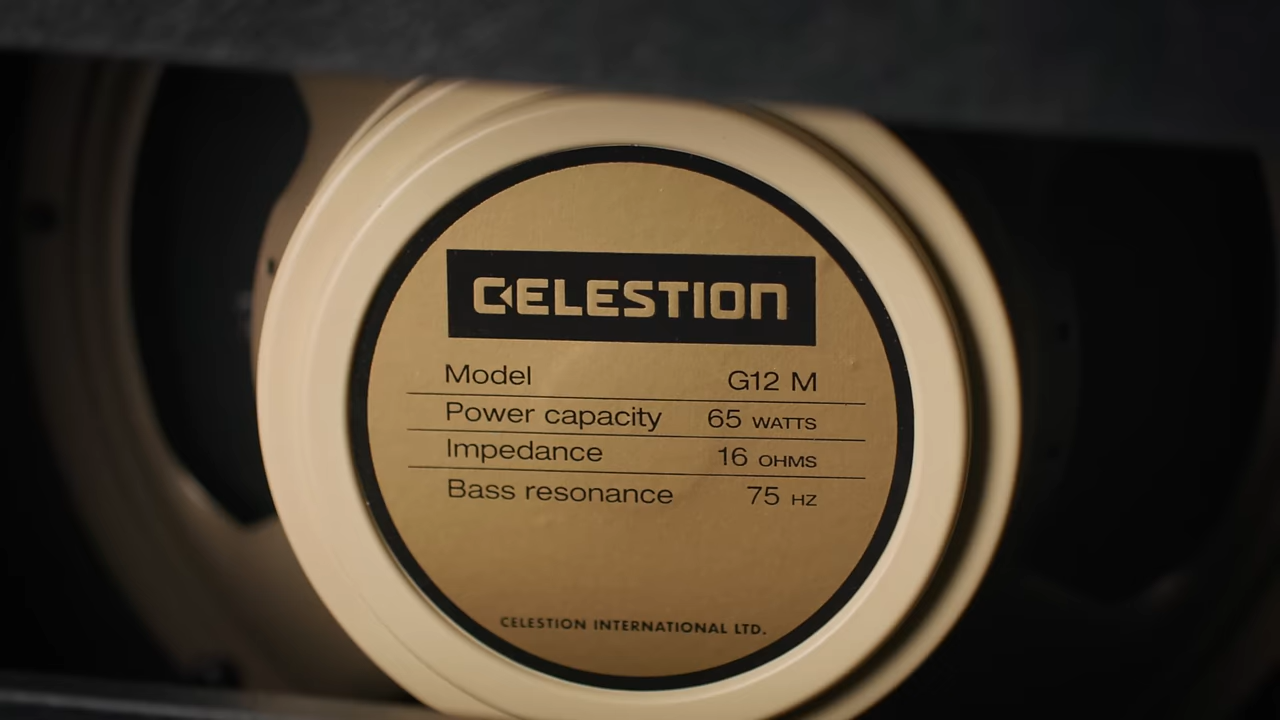 CELESTION
Model G12 M
Power capacity 65 WATTS
Impedance 16 OHMS
Bass resonance 75 HZ
CELESTION INTERNATIONAL LTD.